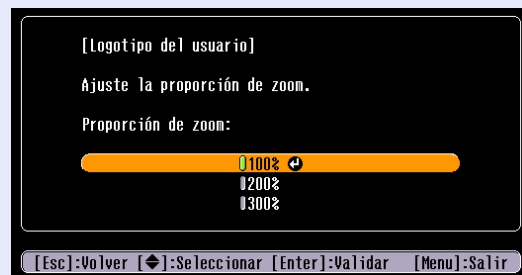 [Logotipo del usuario]
Ajuste la proporción de zoom.
Proporción de zoom:
100%
200%
300%
[Esc]:Volver [◆]:Seleccionar [Enter]:Validar [Menu]:Salir